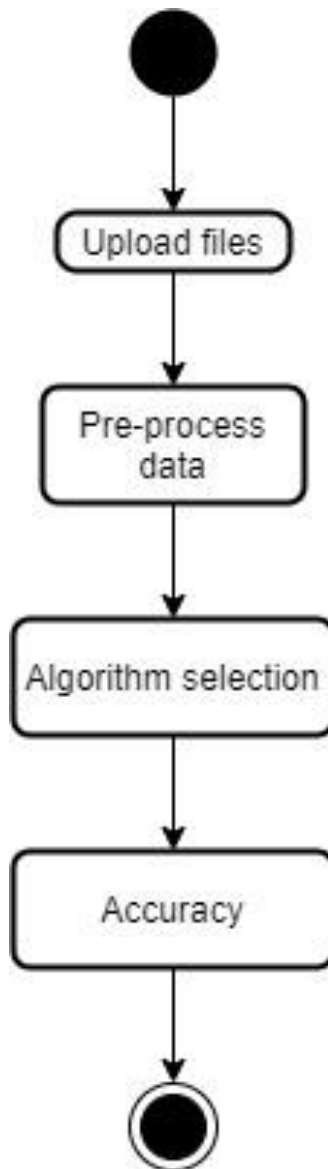 Upload files
Pre-process
data
Algorithm selection
Accuracy